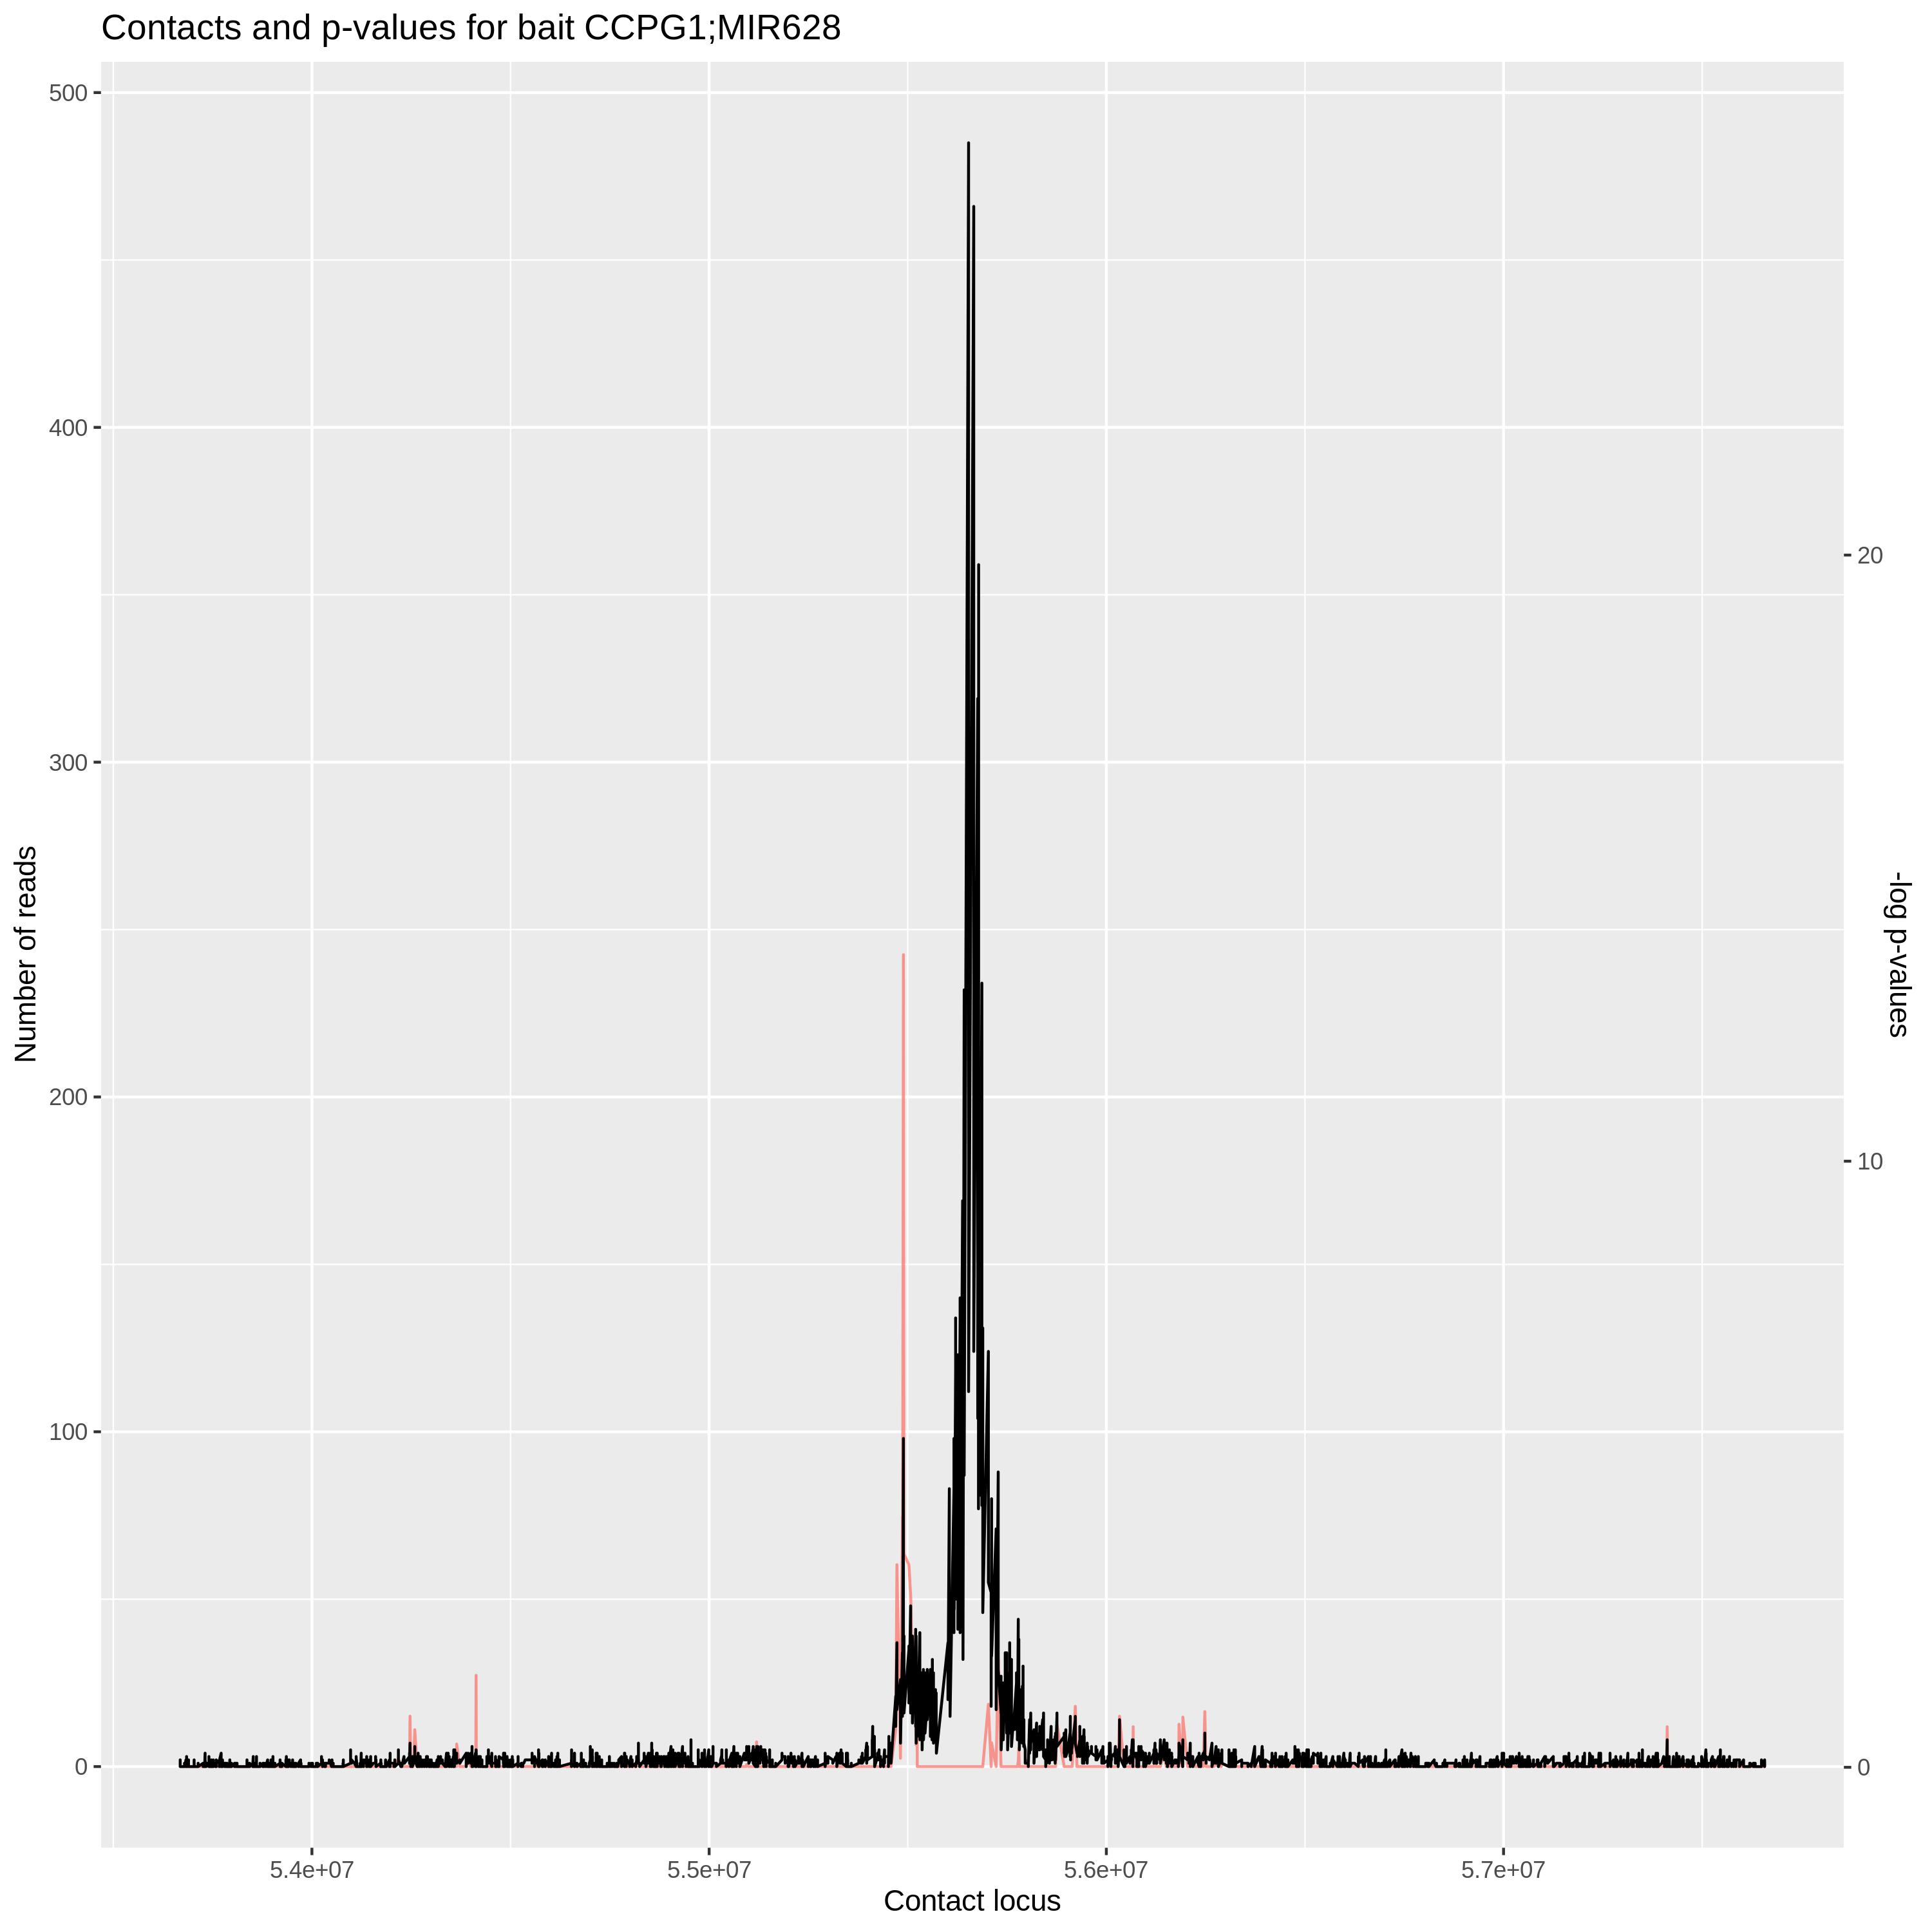 Contacts and p-values for bait CCPG1;MIR628
500
400
300
200
100
0
Number of reads
20
10
0
-log p-values
5.4e+07
5.5e+07
5.6e+07
5.7e+07
Contact locus